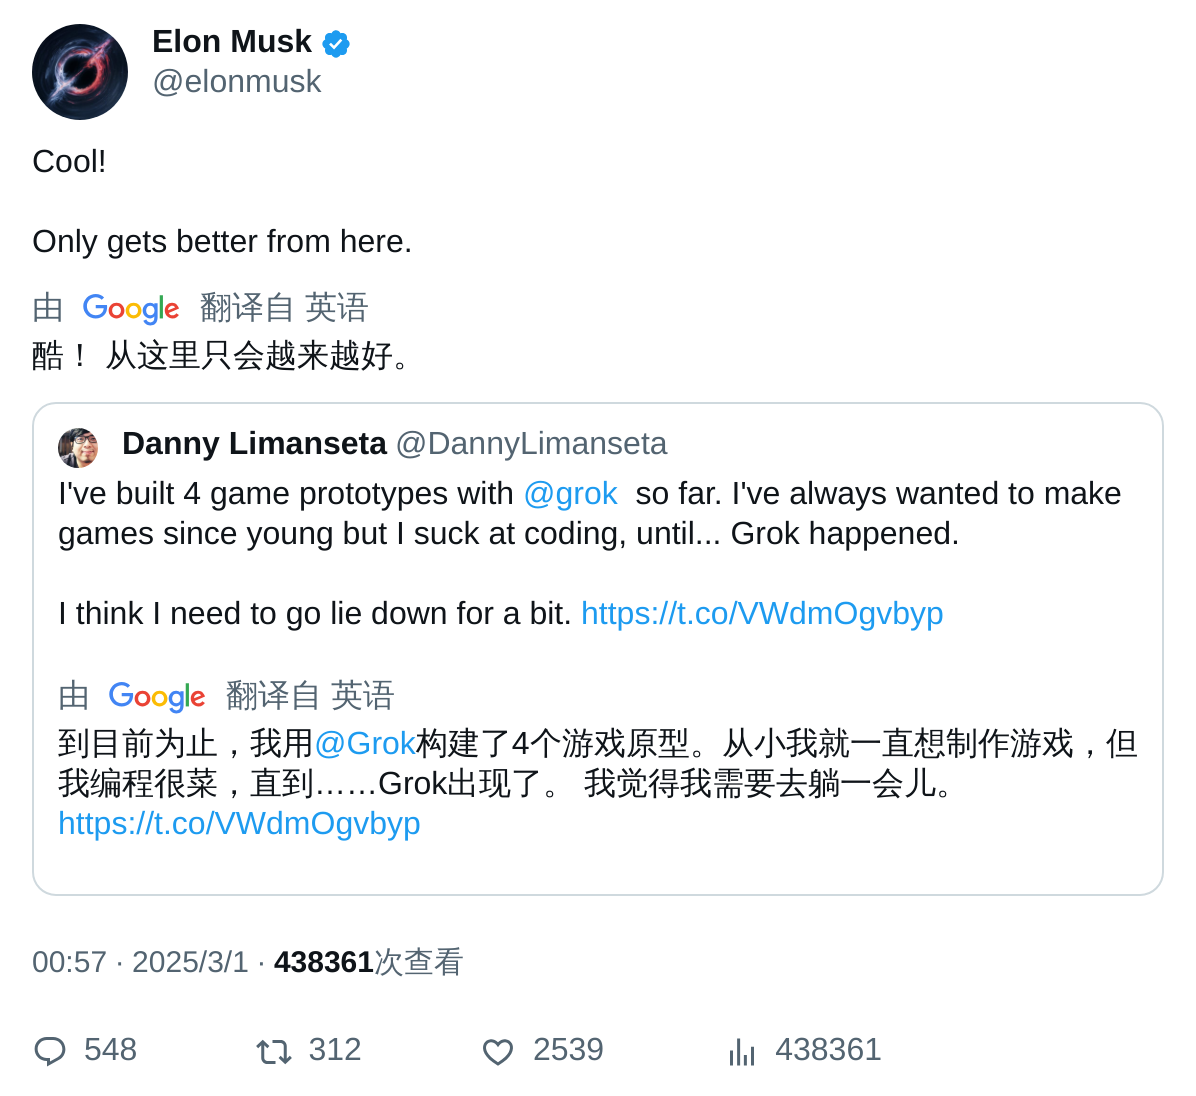 Elon Musk
@elonmusk
Cool!
Only gets better from here.
由 Google 翻译自 英语
酷！ 从这里只会越来越好。
Danny Limanseta @DannyLimanseta
I've built 4 game prototypes with @grok  so far. I've always wanted to make
games since young but I suck at coding, until... Grok happened.
I think I need to go lie down for a bit. https://t.co/VWdmOgvbyp
由 Google 翻译自 英语
到目前为止，我用@Grok构建了4个游戏原型。从小我就一直想制作游戏，但
我编程很菜，直到……Grok出现了。 我觉得我需要去躺一会儿。
https://t.co/VWdmOgvbyp
00:57 · 2025/3/1 · 438361次查看
548 312 2539 438361